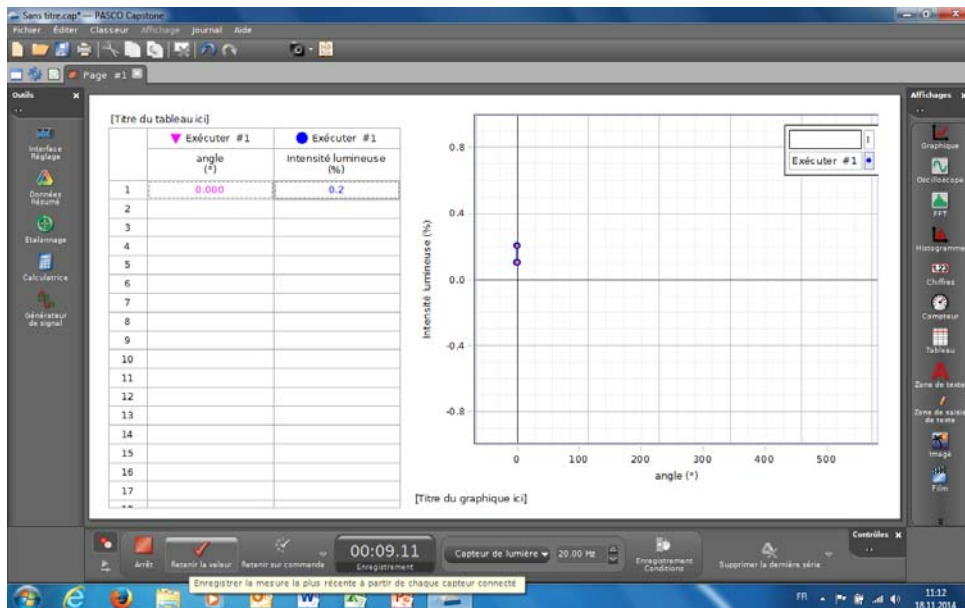 Sans titre.cap* — PASCO Capstone
Fichier Éditer Classeur Affichage Journal Aide
Page #1
Outils
Affichages
Interface
Réglage
Données
Résumé
Étalonnage
Calculatrice
Générateur
de signal
[Titre du tableau ici]
Exécuter #1 Exécuter #1
angle
(°)
Intensité lumineuse
(%)
1 0.000 0.2
2
3
4
5
6
7
8
9
10
11
12
13
14
15
16
17
Intensité lumineuse (%)
0.8
0.4
0.0
-0.4
-0.8
0 100 200 300 400 500
angle (°)
Exécuter #1
[Titre du graphique ici]
Graphique
Oscilloscope
FFT
Histogramme
1.23
Chiffres
Compteur
Tableau
A
Zone de texte
Zone de saisie
de texte
Image
Film
Arrêt
Retenir la valeur
Retenir sur commande
00:09.11
Enregistrement
Capteur de lumière
20.00 Hz
Enregistrement
Conditions
Supprimer la dernière série
Contrôles
Enregistrer la mesure la plus récente à partir de chaque capteur connecté
FR
11:12
18.11.2014